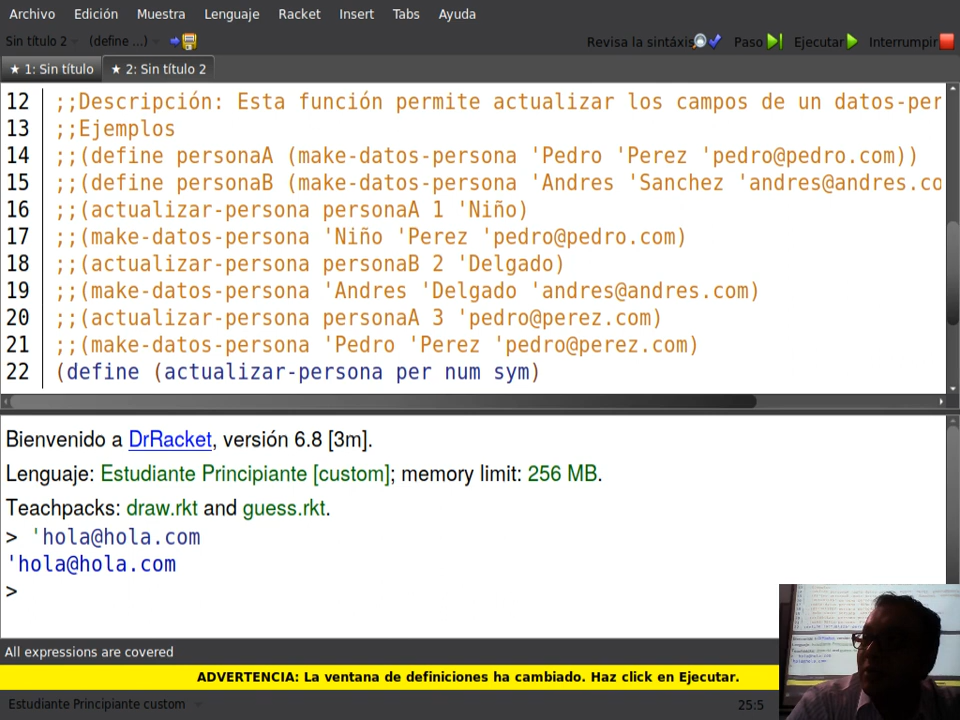 Archivo Edición Muestra Lenguaje Racket Insert Tabs Ayuda
Sin título 2 (define ...) Revisa la sintáxis Paso Ejecutar Interrumpir
★ 1: Sin título ★ 2: Sin título 2
12 ;;Descripción: Esta función permite actualizar los campos de un datos-per
13 ;;Ejemplos
14 ;;(define personaA (make-datos-persona 'Pedro 'Perez 'pedro@pedro.com))
15 ;;(define personaB (make-datos-persona 'Andres 'Sanchez 'andres@andres.co
16 ;;(actualizar-persona personaA 1 'Niño)
17 ;;(make-datos-persona 'Niño 'Perez 'pedro@pedro.com)
18 ;;(actualizar-persona personaB 2 'Delgado)
19 ;;(make-datos-persona 'Andres 'Delgado 'andres@andres.com)
20 ;;(actualizar-persona personaA 3 'pedro@perez.com)
21 ;;(make-datos-persona 'Pedro 'Perez 'pedro@perez.com)
22 (define (actualizar-persona per num sym)
Bienvenido a DrRacket, versión 6.8 [3m].
Lenguaje: Estudiante Principiante [custom]; memory limit: 256 MB.
Teachpacks: draw.rkt and guess.rkt.
> 'hola@hola.com
'hola@hola.com
>
All expressions are covered
ADVERTENCIA: La ventana de definiciones ha cambiado. Haz click en Ejecutar.
Estudiante Principiante custom 25:5